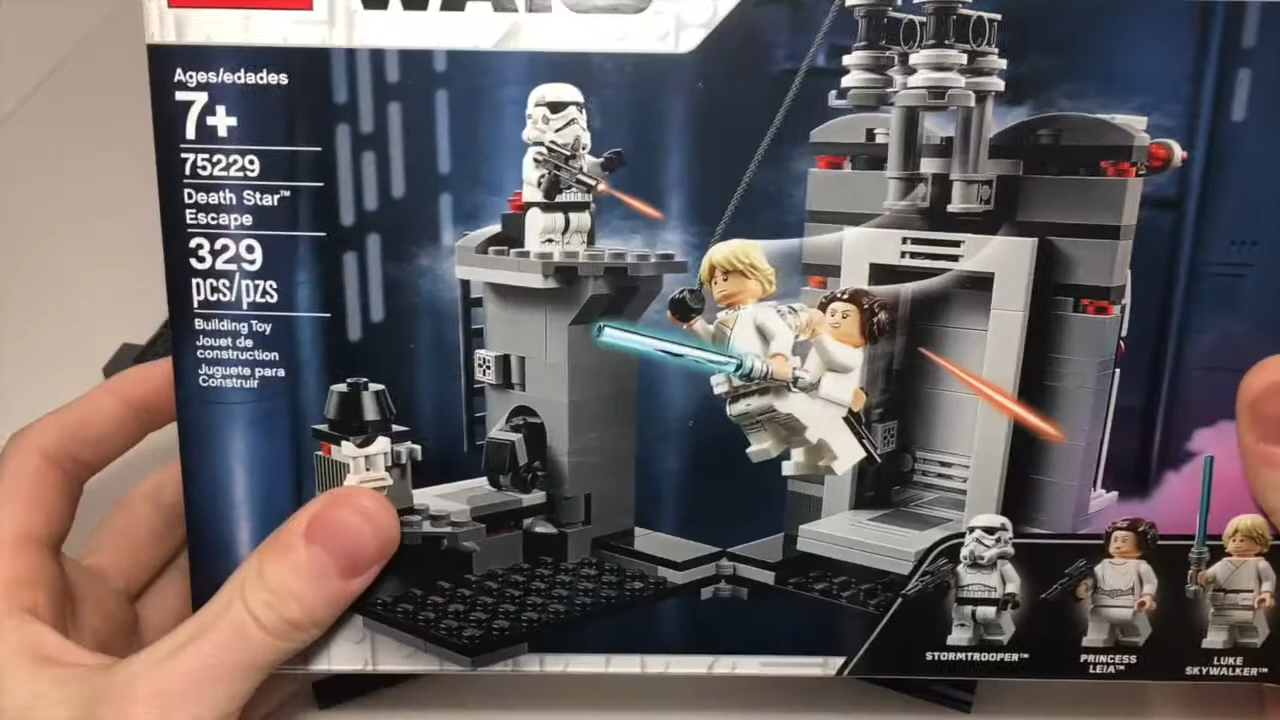 WARS
Ages/edades
7+
75229
Death Star™
Escape
329
pcs/pzs
Building Toy
Jouet de
construction
Juguete para
Construir
STORMTROOPER™
PRINCESS
LEIA™
LUKE
SKYWALKER™